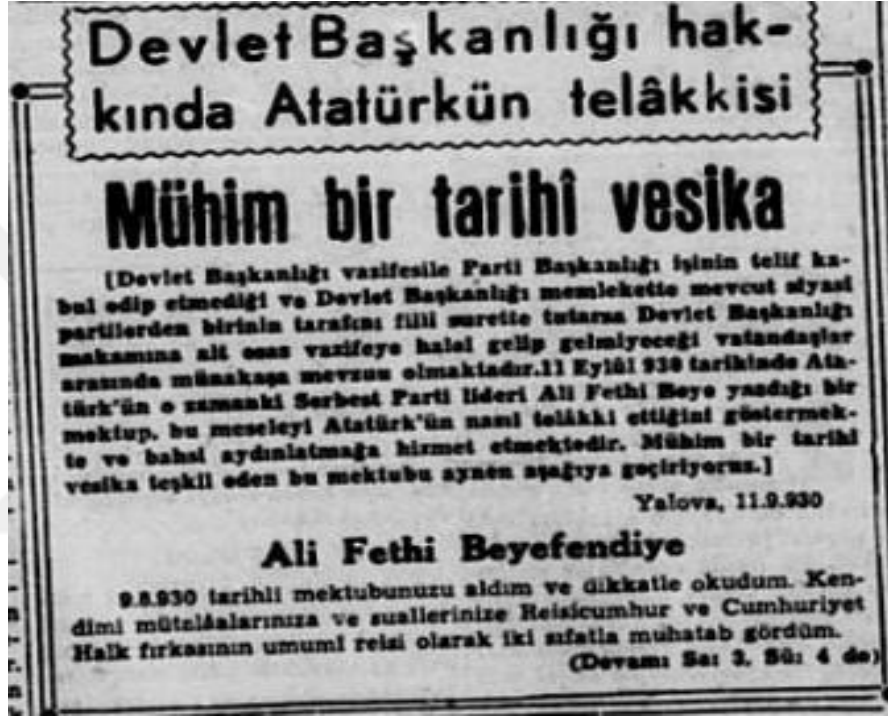 Devlet Başkanlığı hak-
kında Atatürkün telâkkisi
Mühim bir tarihî vesika
[Devlet Başkanlığı vazifesile Parti Başkanlığı işinin telif ka-
bul edip etmediği ve Devlet Başkanlığı memlekette mevcut siyasî
partilerden birinin tarafını fiilî surette tutarsa Devlet Başkanlığı
makamına ait esas vazifeye halel gelip gelmiyeceği vatandaşlar
arasında münakaşa mevzuu olmaktadır. 11 Eylûl 930 tarihinde Ata-
türk'ün o zamanki Serbest Parti lideri Ali Fethi Beye yazdığı bir
mektup, bu meseleyi Atatürk'ün nasıl telâkki ettiğini göstermek-
te ve bahsi aydınlatmağa hizmet etmektedir. Mühim bir tarihî
vesika teşkil eden bu mektubu aynen aşağıya geçiriyoruz.]
Yalova, 11.9.930
Ali Fethi Beyefendiye
9.8.930 tarihli mektubunuzu aldım ve dikkatle okudum. Ken-
dimi mütalâalarınıza ve suallerinize Reisicumhur ve Cumhuriyet
Halk fırkasının umumî reisi olarak iki sıfatla muhatab gördüm.
(Devamı Sa: 3, Sü: 4 de)